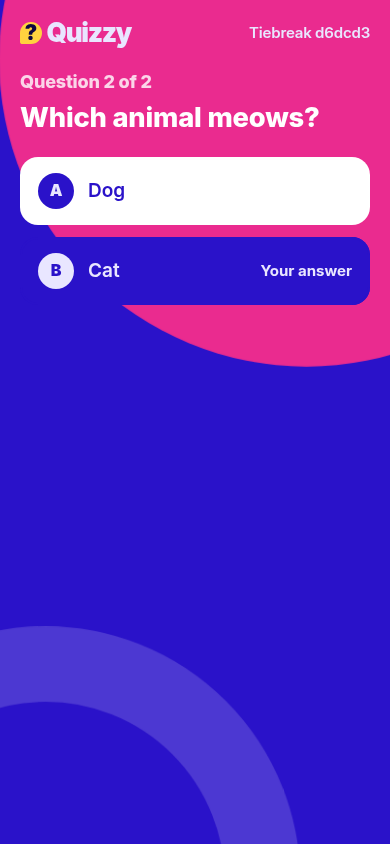 ? Quizzy
Tiebreak d6dcd3
Question 2 of 2
Which animal meows?
A Dog
B Cat Your answer